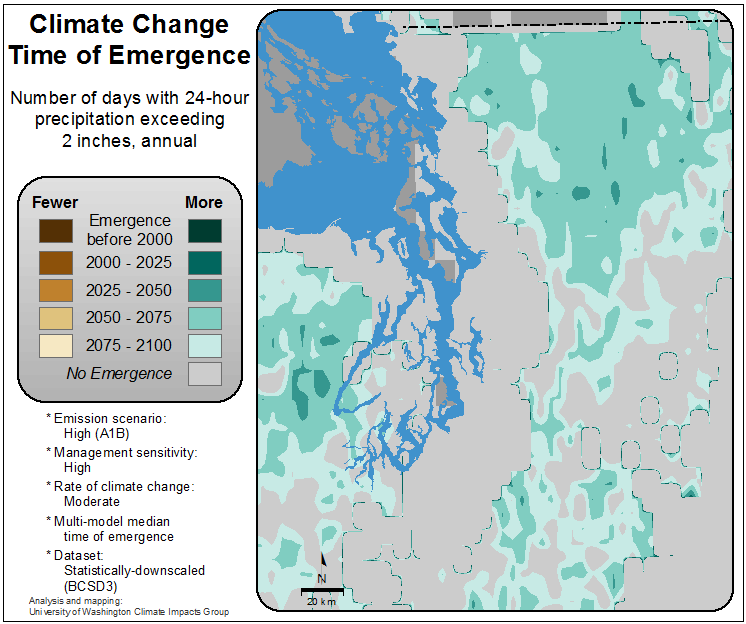 Climate Change
Time of Emergence
Number of days with 24-hour
precipitation exceeding
2 inches, annual
Fewer More
Emergence
before 2000
2000 - 2025
2025 - 2050
2050 - 2075
2075 - 2100
No Emergence
* Emission scenario:
High (A1B)
* Management sensitivity:
High
* Rate of climate change:
Moderate
* Multi-model median
time of emergence
* Dataset:
Statistically-downscaled
(BCSD3)
Analysis and mapping:
University of Washington Climate Impacts Group
N
20 km